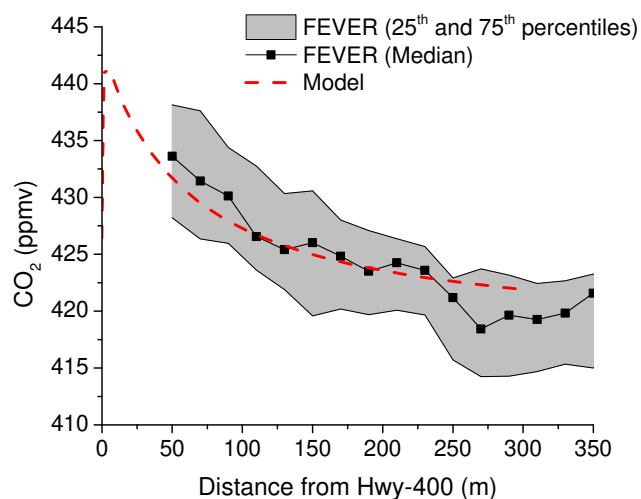 FEVER (25th and 75th percentiles)
FEVER (Median)
Model
445
440
435
430
425
420
415
410
CO2 (ppmv)
0 50 100 150 200 250 300 350
Distance from Hwy-400 (m)